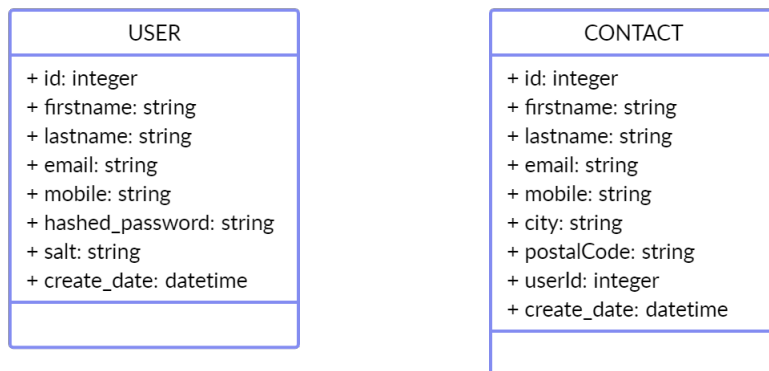 USER
+ id: integer
+ firstname: string
+ lastname: string
+ email: string
+ mobile: string
+ hashed_password: string
+ salt: string
+ create_date: datetime
CONTACT
+ id: integer
+ firstname: string
+ lastname: string
+ email: string
+ mobile: string
+ city: string
+ postalCode: string
+ userId: integer
+ create_date: datetime